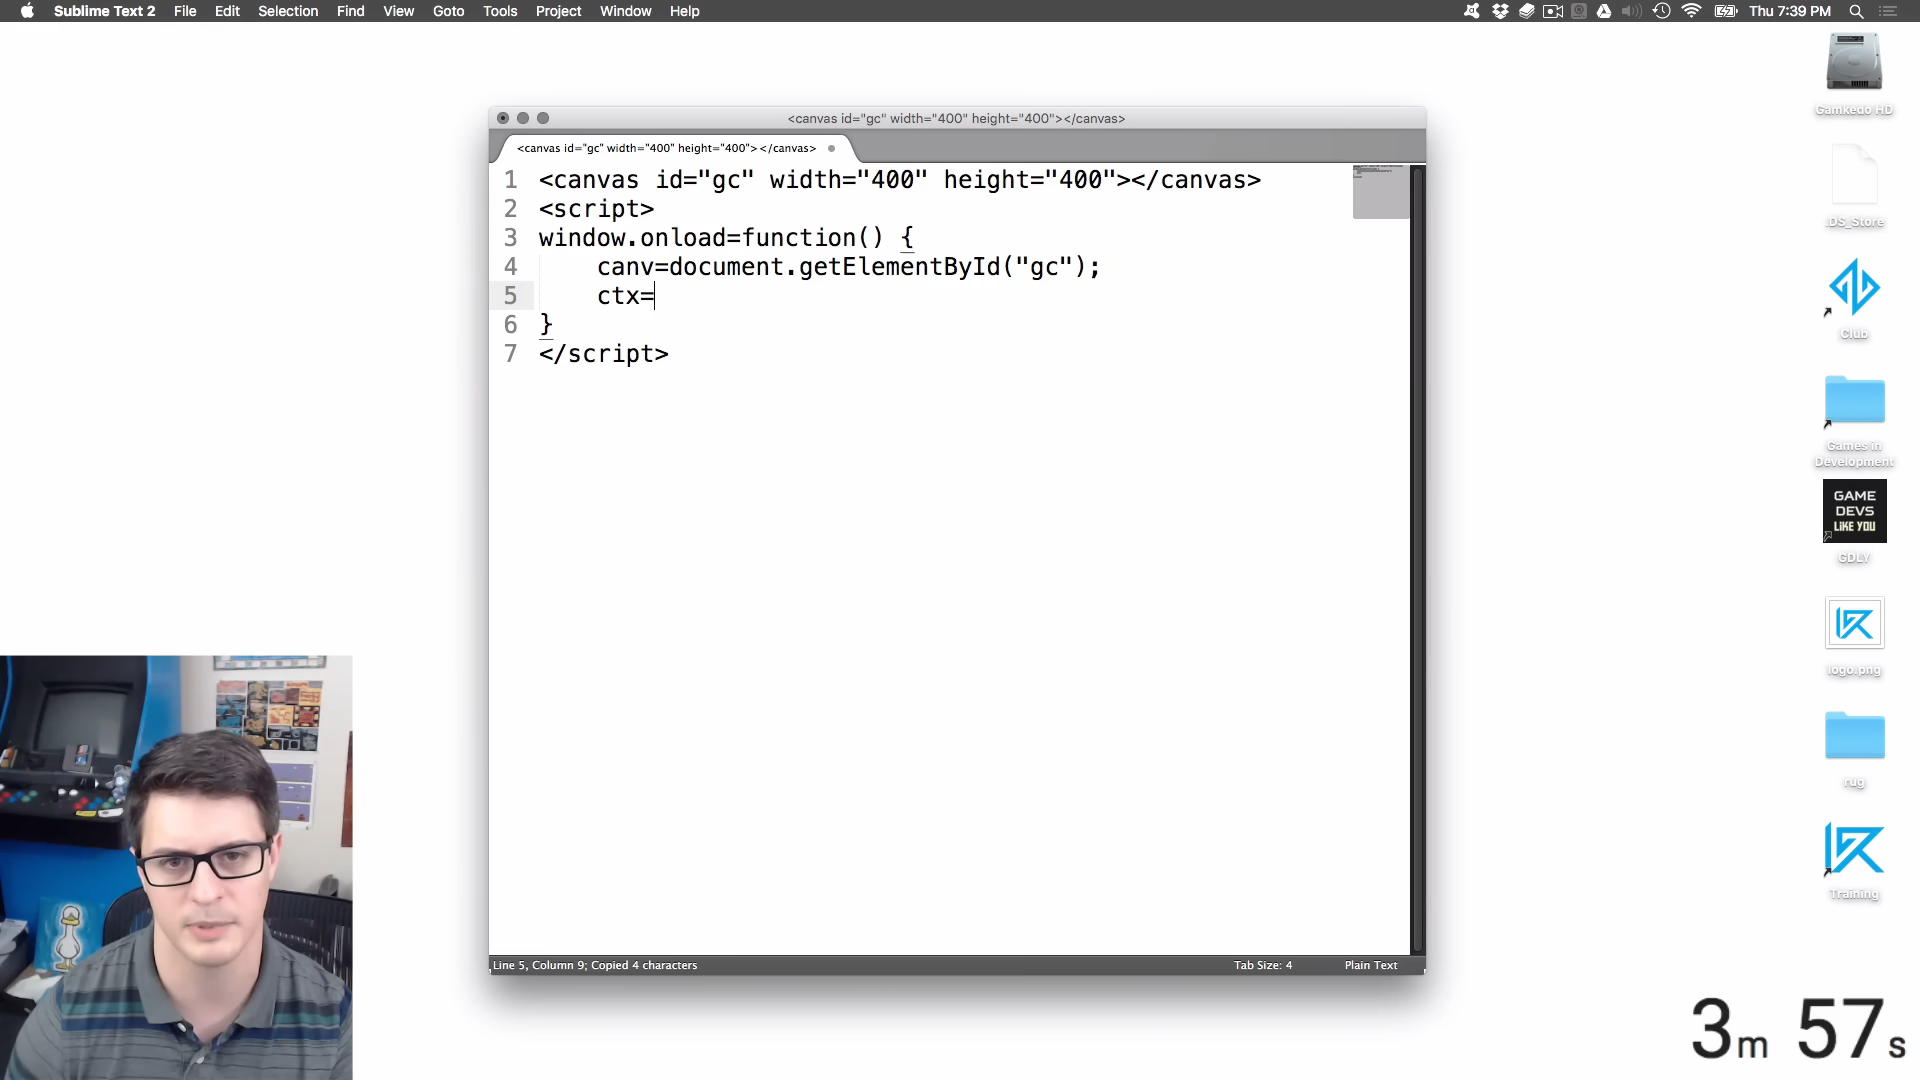 Sublime Text 2 File Edit Selection Find View Goto Tools Project Window Help Thu 7:39 PM
<canvas id="gc" width="400" height="400"></canvas>
<canvas id="gc" width="400" height="400"></canvas>
1 <canvas id="gc" width="400" height="400"></canvas>
2 <script>
3 window.onload=function() {
4 canv=document.getElementById("gc");
5 ctx=
6 }
7 </script>
Line 5, Column 9; Copied 4 characters Tab Size: 4 Plain Text
Gamkedo HD
.DS_Store
Club
Games in
Development
GAME
DEVS
LIKE YOU
GDLY
logo.png
rug
Training
3m 57s